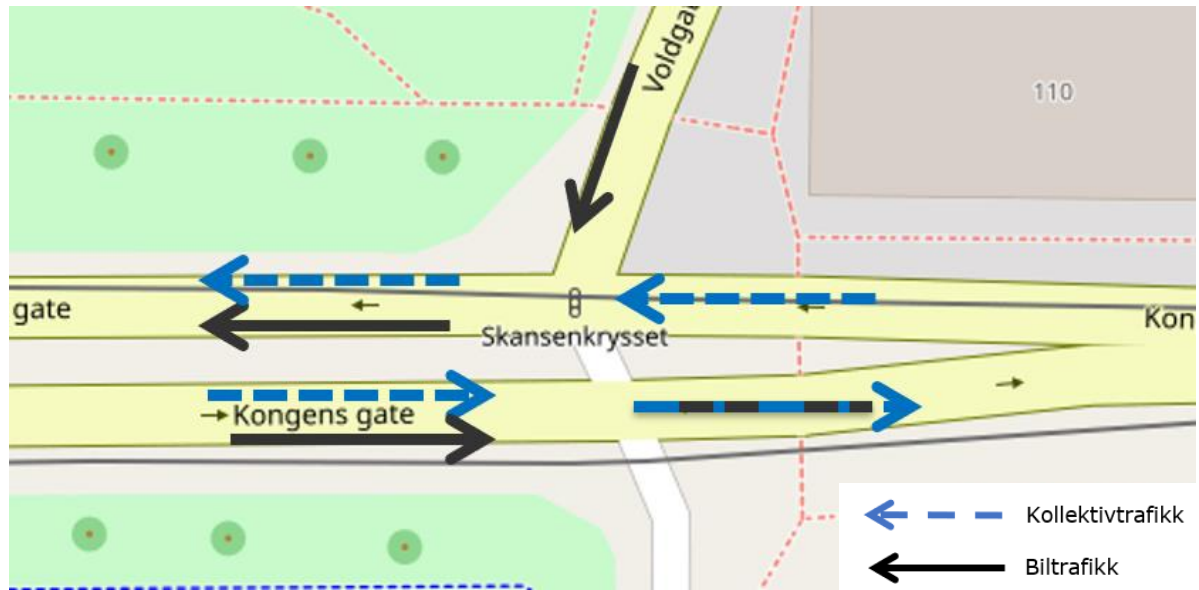 Voldgat
110
gate
Kon
Skansenkrysset
Kongens gate
Kollektivtrafikk
Biltrafikk